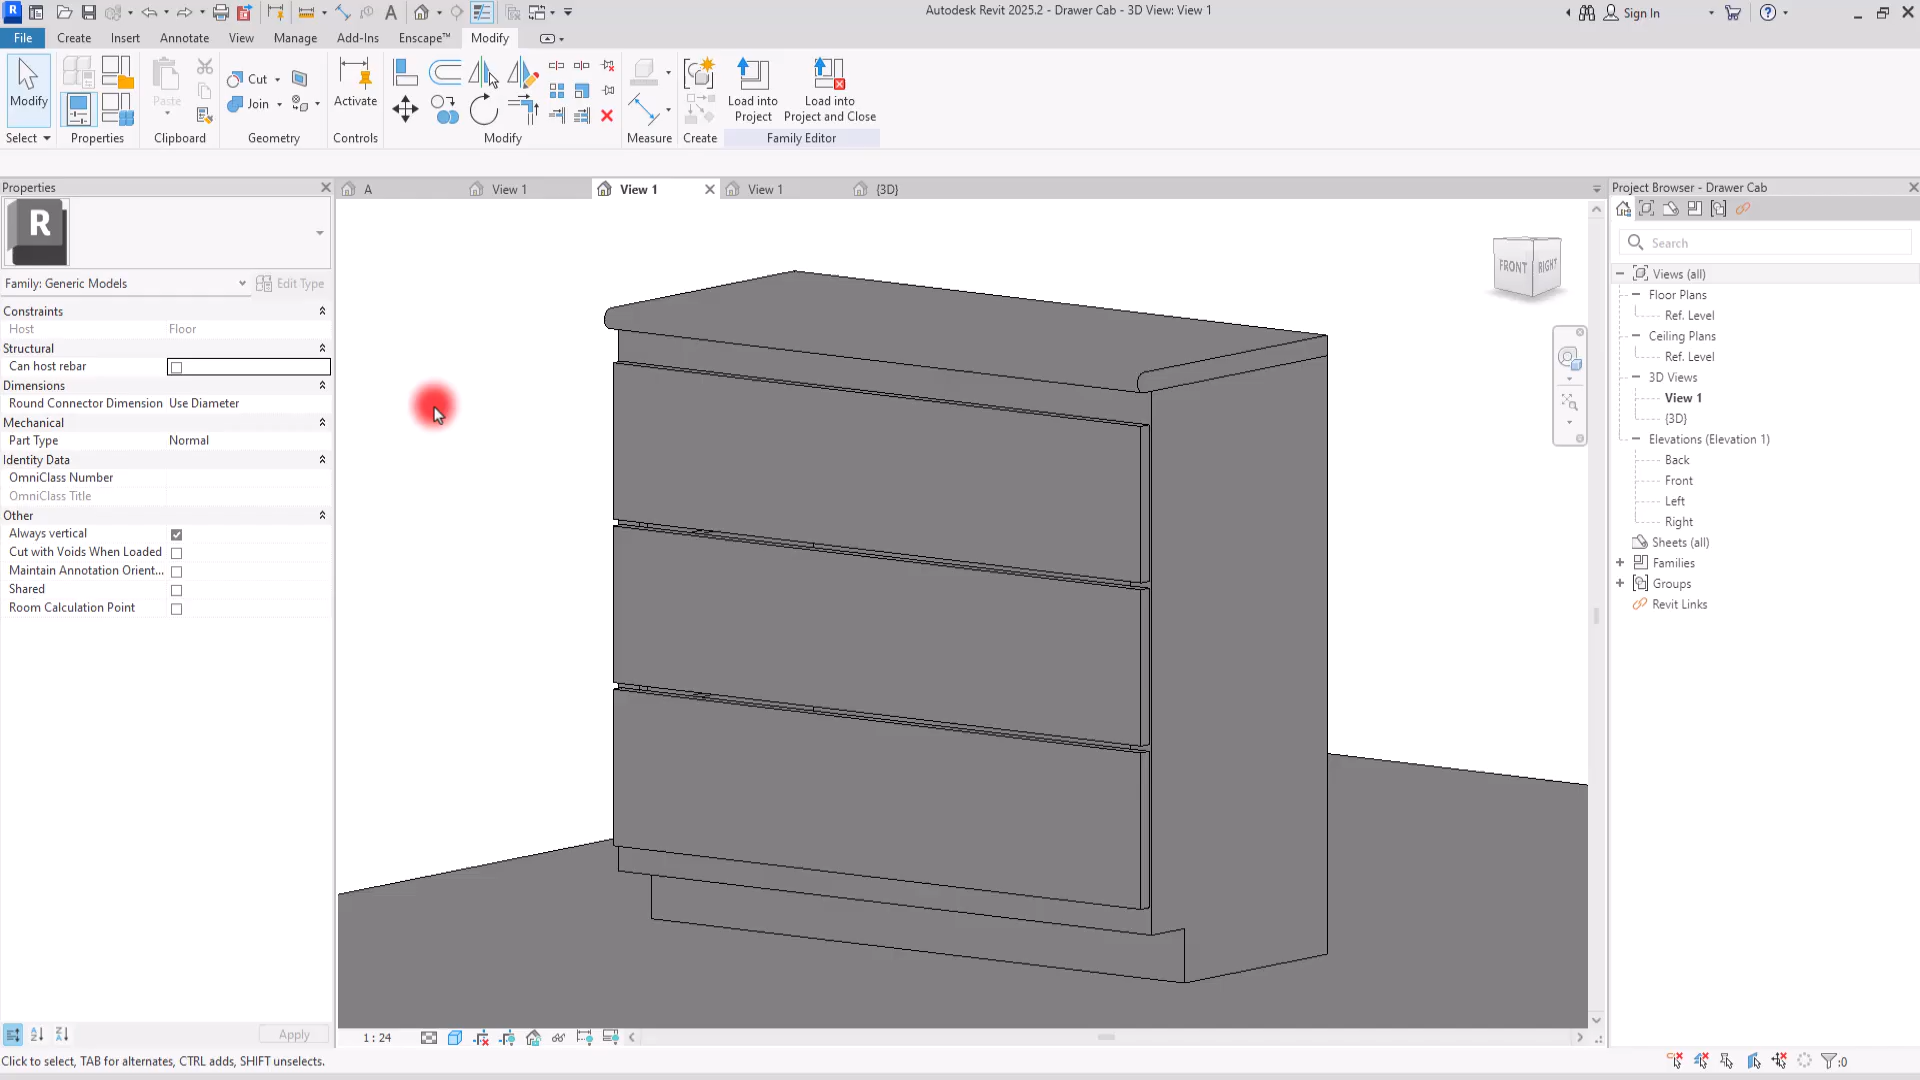 Autodesk Revit 2025.2 - Drawer Cab - 3D View: View 1
Sign In
File Create Insert Annotate View Manage Add-Ins Enscape™ Modify
Modify
Paste
Cut
Join
Activate
Load into Project
Load into Project and Close
Select Properties Clipboard Geometry Controls Modify Measure Create Family Editor
Properties
A
View 1
View 1
View 1
{3D}
R
Family: Generic Models
Edit Type
Constraints
Host Floor
Structural
Can host rebar
Dimensions
Round Connector Dimension Use Diameter
Mechanical
Part Type Normal
Identity Data
OmniClass Number
OmniClass Title
Other
Always vertical
Cut with Voids When Loaded
Maintain Annotation Orient...
Shared
Room Calculation Point
Apply
FRONT RIGHT
1 : 24
Project Browser - Drawer Cab
Search
Views (all)
Floor Plans
Ref. Level
Ceiling Plans
Ref. Level
3D Views
View 1
{3D}
Elevations (Elevation 1)
Back
Front
Left
Right
Sheets (all)
Families
Groups
Revit Links
Click to select, TAB for alternates, CTRL adds, SHIFT unselects.
:0